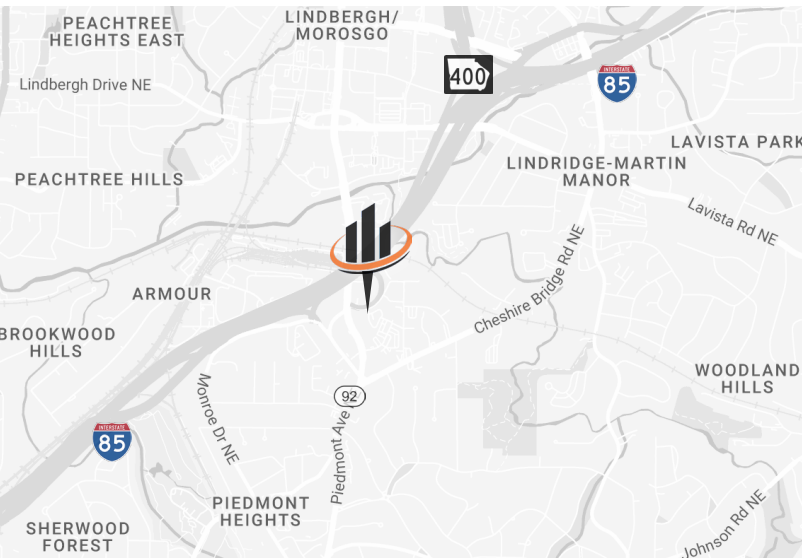 PEACHTREE
HEIGHTS EAST
LINDBERGH/
MOROSGO
400
INTERSTATE
85
Lindbergh Drive NE
LAVISTA PARK
LINDRIDGE-MARTIN
MANOR
PEACHTREE HILLS
Lavista Rd NE
Cheshire Bridge Rd NE
ARMOUR
BROOKWOOD
HILLS
WOODLAND
HILLS
Monroe Dr NE
92
Piedmont Ave
INTERSTATE
85
PIEDMONT
HEIGHTS
Johnson Rd NE
SHERWOOD
FOREST